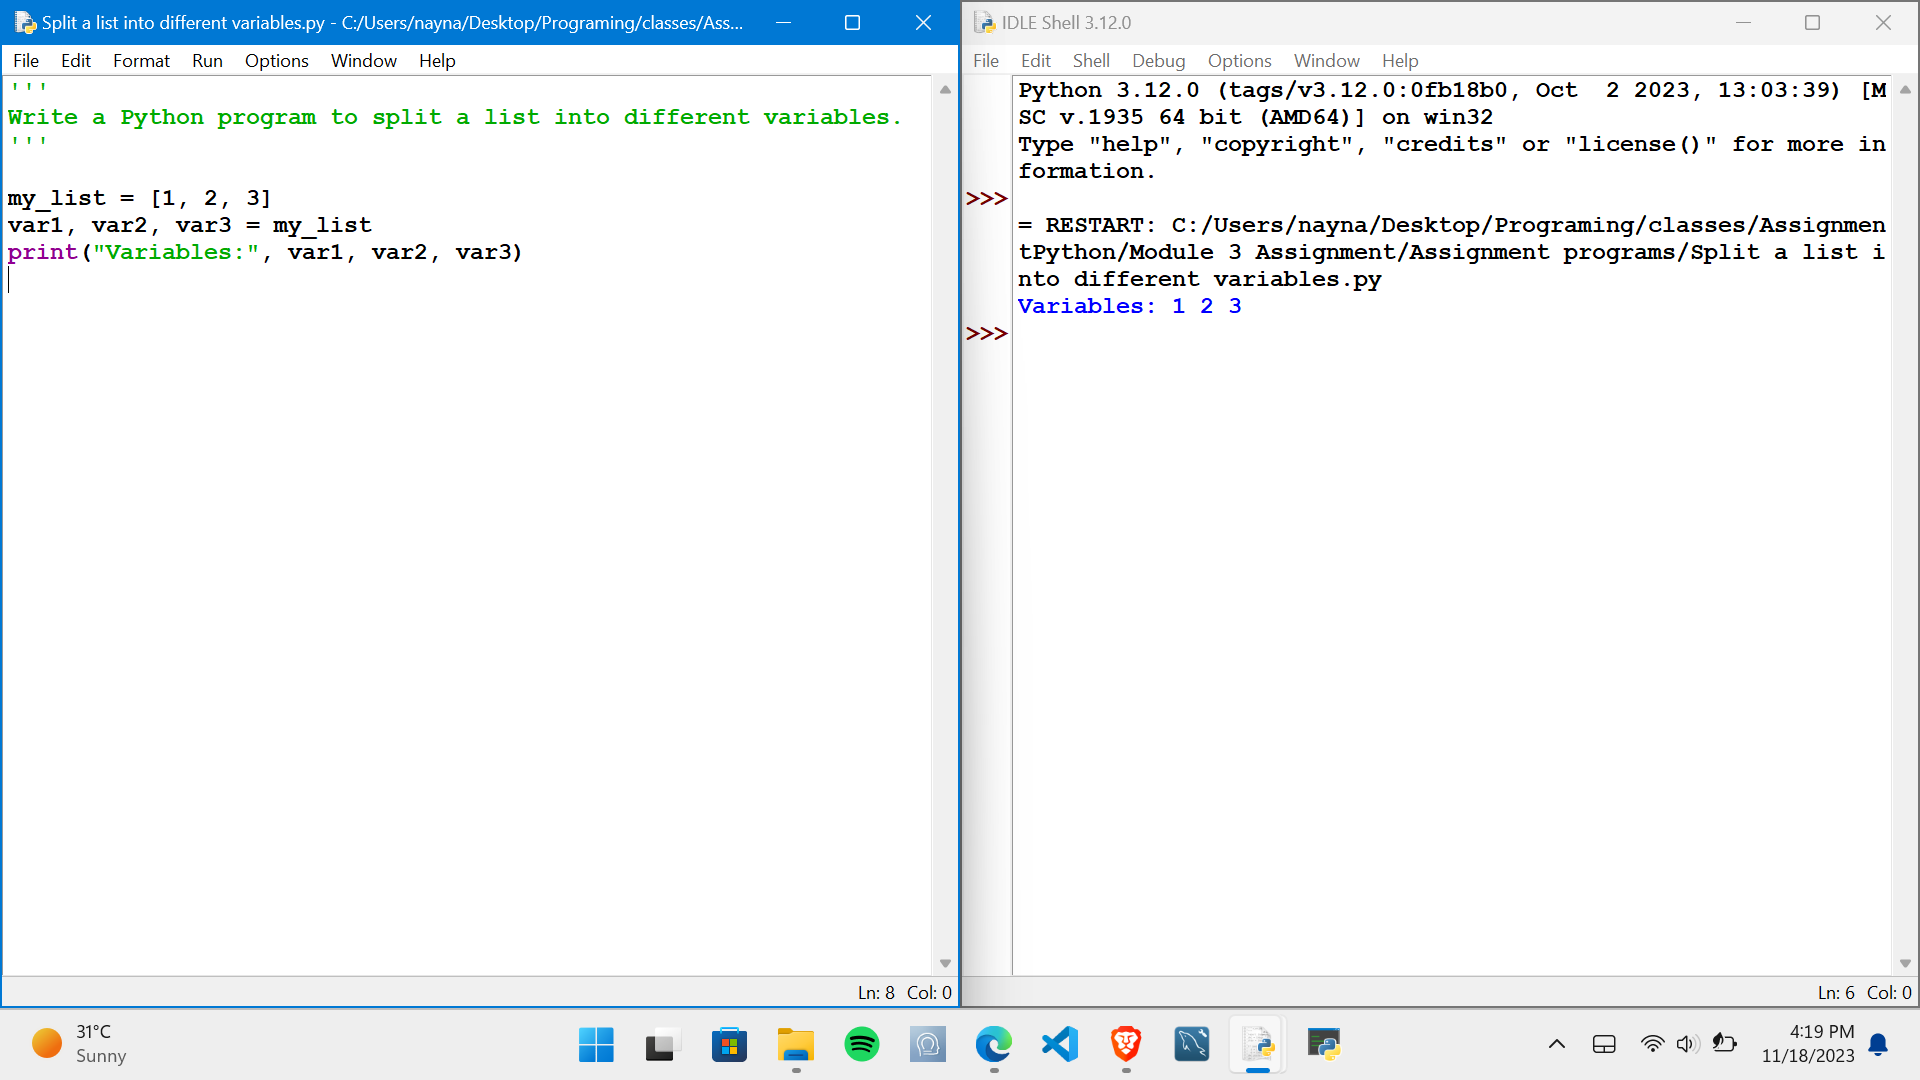 Split a list into different variables.py - C:/Users/nayna/Desktop/Programing/classes/Ass...
File Edit Format Run Options Window Help
'''
Write a Python program to split a list into different variables.
'''
my_list = [1, 2, 3]
var1, var2, var3 = my_list
print("Variables:", var1, var2, var3)
Ln: 8 Col: 0
IDLE Shell 3.12.0
File Edit Shell Debug Options Window Help
Python 3.12.0 (tags/v3.12.0:0fb18b0, Oct  2 2023, 13:03:39) [M
SC v.1935 64 bit (AMD64)] on win32
Type "help", "copyright", "credits" or "license()" for more in
formation.
>>>
= RESTART: C:/Users/nayna/Desktop/Programing/classes/Assignmen
tPython/Module 3 Assignment/Assignment programs/Split a list i
nto different variables.py
Variables: 1 2 3
>>>
Ln: 6 Col: 0
31°C
Sunny
4:19 PM
11/18/2023